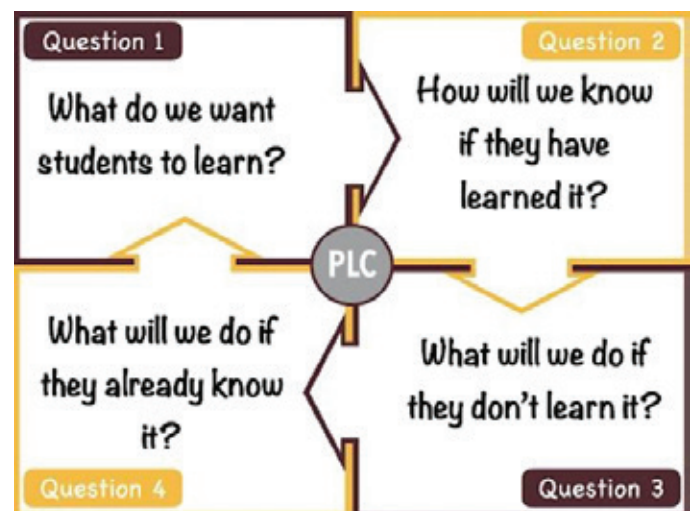 Question 1
What do we want
students to learn?
Question 2
How will we know
if they have
learned it?
PLC
What will we do if
they don't learn it?
Question 3
What will we do if
they already know
it?
Question 4